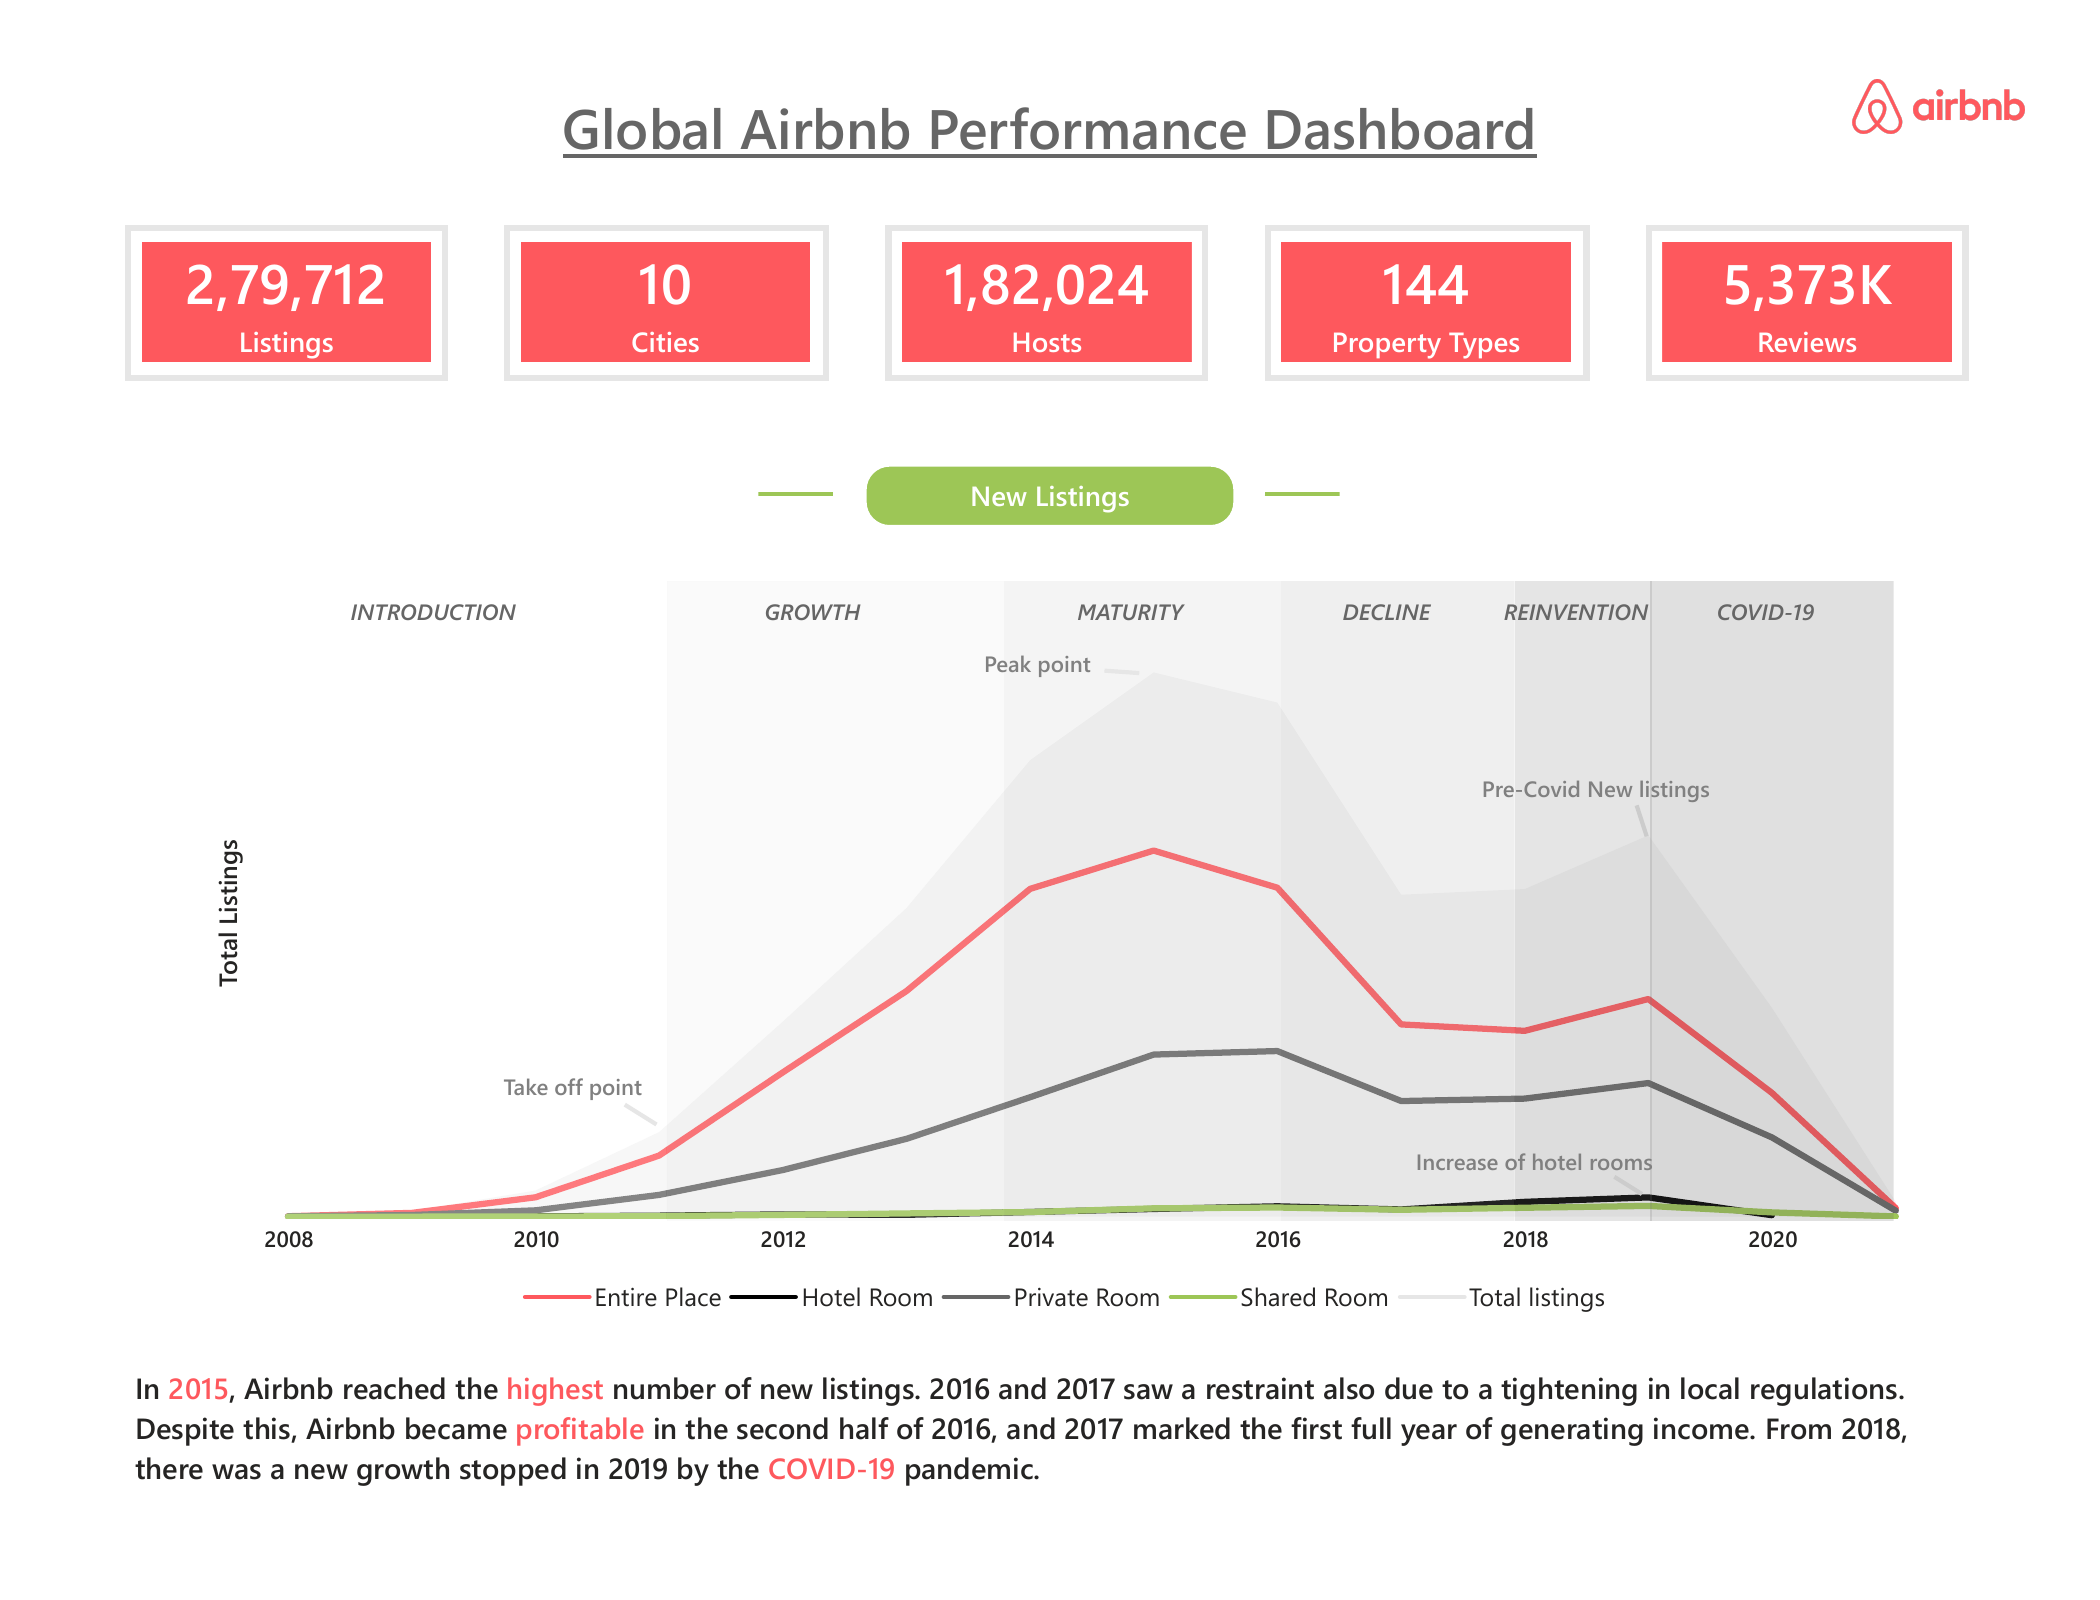 Global Airbnb Performance Dashboard
airbnb
2,79,712
Listings
10
Cities
1,82,024
Hosts
144
Property Types
5,373K
Reviews
New Listings
INTRODUCTION
GROWTH
MATURITY
DECLINE
REINVENTION
COVID-19
Peak point
Pre-Covid New listings
Take off point
Increase of hotel rooms
Total Listings
2008
2010
2012
2014
2016
2018
2020
Entire Place
Hotel Room
Private Room
Shared Room
Total listings
In 2015, Airbnb reached the highest number of new listings. 2016 and 2017 saw a restraint also due to a tightening in local regulations.
Despite this, Airbnb became profitable in the second half of 2016, and 2017 marked the first full year of generating income. From 2018,
there was a new growth stopped in 2019 by the COVID-19 pandemic.